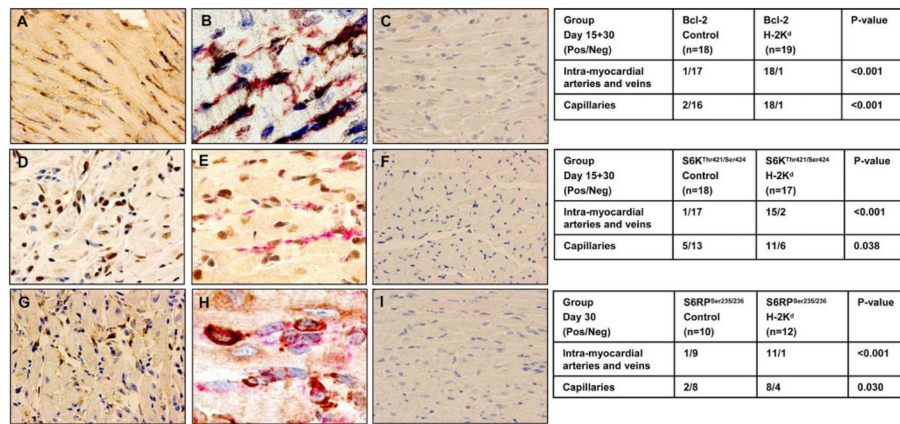 A
B
C
Group
Day 15+30
(Pos/Neg)
Bcl-2
Control
(n=18)
Bcl-2
H-2Kᵈ
(n=19)
P-value
Intra-myocardial
arteries and veins
1/17
18/1
<0.001
Capillaries
2/16
18/1
<0.001
D
E
F
Group
Day 15+30
(Pos/Neg)
S6K^Thr421/Ser424
Control
(n=18)
S6K^Thr421/Ser424
H-2Kᵈ
(n=17)
P-value
Intra-myocardial
arteries and veins
1/17
15/2
<0.001
Capillaries
5/13
11/6
0.038
G
H
I
Group
Day 30
(Pos/Neg)
S6RP^Ser235/236
Control
(n=10)
S6RP^Ser235/236
H-2Kᵈ
(n=12)
P-value
Intra-myocardial
arteries and veins
1/9
11/1
<0.001
Capillaries
2/8
8/4
0.030